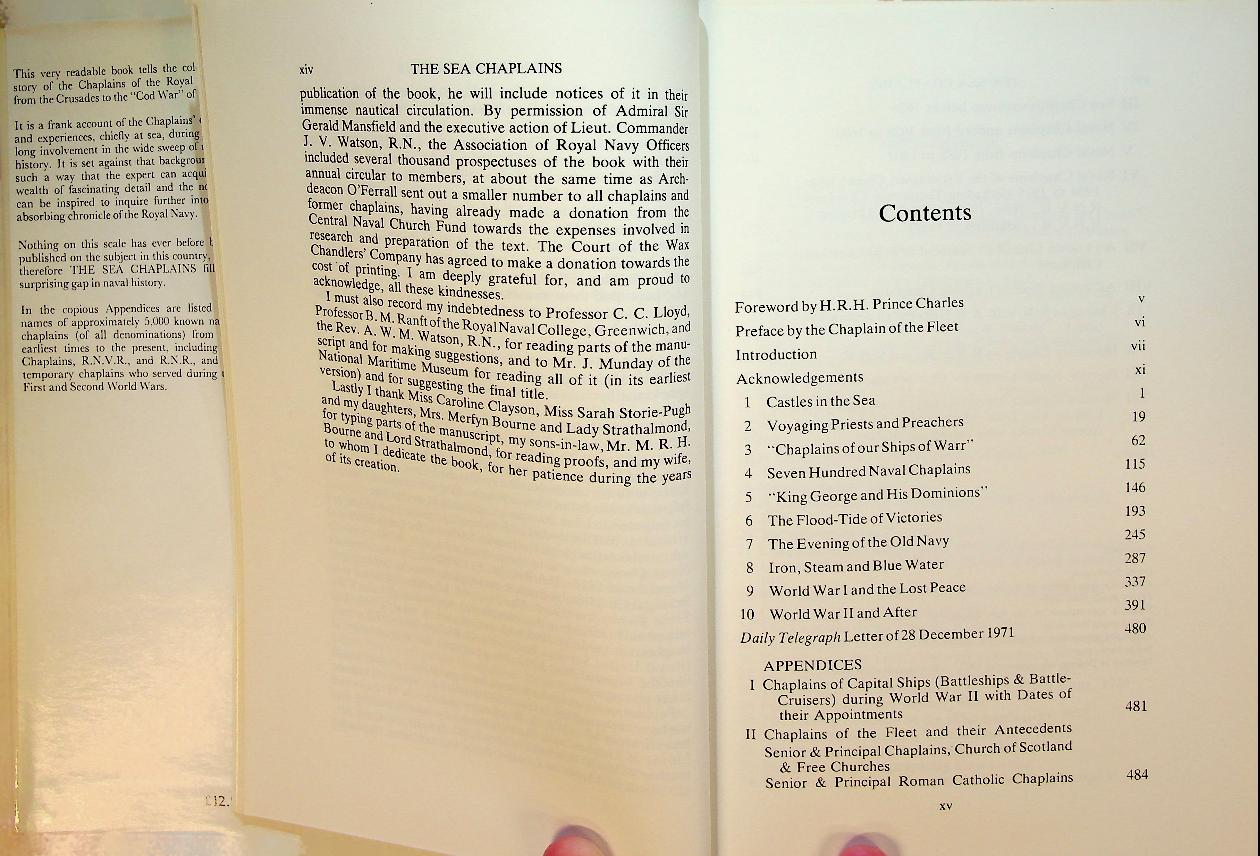 This very readable book tells the col
story of the Chaplains of the Royal
from the Crusades to the "Cod War" of
It is a frank account of the Chaplains'
and experiences, chiefly at sea, during
long involvement in the wide sweep of
history. It is set against that backgrou
such a way that the expert can acqui
wealth of fascinating detail and the
can be inspired to inquire further into
absorbing chronicle of the Royal Navy.
Nothing on this scale has ever before
published on the subject in this country,
therefore THE SEA CHAPLAINS fill
surprising gap in naval history.
In the copious Appendices are listed
names of approximately 5,000 known na
chaplains (of all denominations) from
earliest times to the present, including
Chaplains, R.N.V.R., and R.N.R., and
temporary chaplains who served during
First and Second World Wars.
£12.
xiv THE SEA CHAPLAINS
publication of the book, he will include notices of it in their
immense nautical circulation. By permission of Admiral Sir
Gerald Mansfield and the executive action of Lieut. Commander
J. V. Watson, R.N., the Association of Royal Navy Officers
included several thousand prospectuses of the book with their
annual circular to members, at about the same time as Arch-
deacon O'Ferrall sent out a smaller number to all chaplains and
former chaplains, having already made a donation from the
Central Naval Church Fund towards the expenses involved in
research and preparation of the text. The Court of the Wax
Chandlers' Company has agreed to make a donation towards the
cost of printing. I am deeply grateful for, and am proud to
acknowledge, all these kindnesses.
I must also record my indebtedness to Professor C. C. Lloyd,
Professor B. M. Ranft of the Royal Naval College, Greenwich, and
the Rev. A. W. M. Watson, R.N., for reading parts of the manu-
script and for making suggestions, and to Mr. J. Munday of the
National Maritime Museum for reading all of it (in its earliest
version) and for suggesting the final title.
Lastly I thank Miss Caroline Clayson, Miss Sarah Storie-Pugh
and my daughters, Mrs. Merfyn Bourne and Lady Strathalmond,
for typing parts of the manuscript, my sons-in-law, Mr. M. R. H.
Bourne and Lord Strathalmond, for reading proofs, and my wife,
to whom I dedicate the book, for her patience during the years
of its creation.
Contents
Foreword by H.R.H. Prince Charles v
Preface by the Chaplain of the Fleet vi
Introduction vii
Acknowledgements xi
1 Castles in the Sea 1
2 Voyaging Priests and Preachers 19
3 "Chaplains of our Ships of Warr" 62
4 Seven Hundred Naval Chaplains 115
5 "King George and His Dominions" 146
6 The Flood-Tide of Victories 193
7 The Evening of the Old Navy 245
8 Iron, Steam and Blue Water 287
9 World War I and the Lost Peace 337
10 World War II and After 391
Daily Telegraph Letter of 28 December 1971 480
APPENDICES
I Chaplains of Capital Ships (Battleships & Battle-
Cruisers) during World War II with Dates of
their Appointments 481
II Chaplains of the Fleet and their Antecedents
Senior & Principal Chaplains, Church of Scotland
& Free Churches
Senior & Principal Roman Catholic Chaplains 484
xv